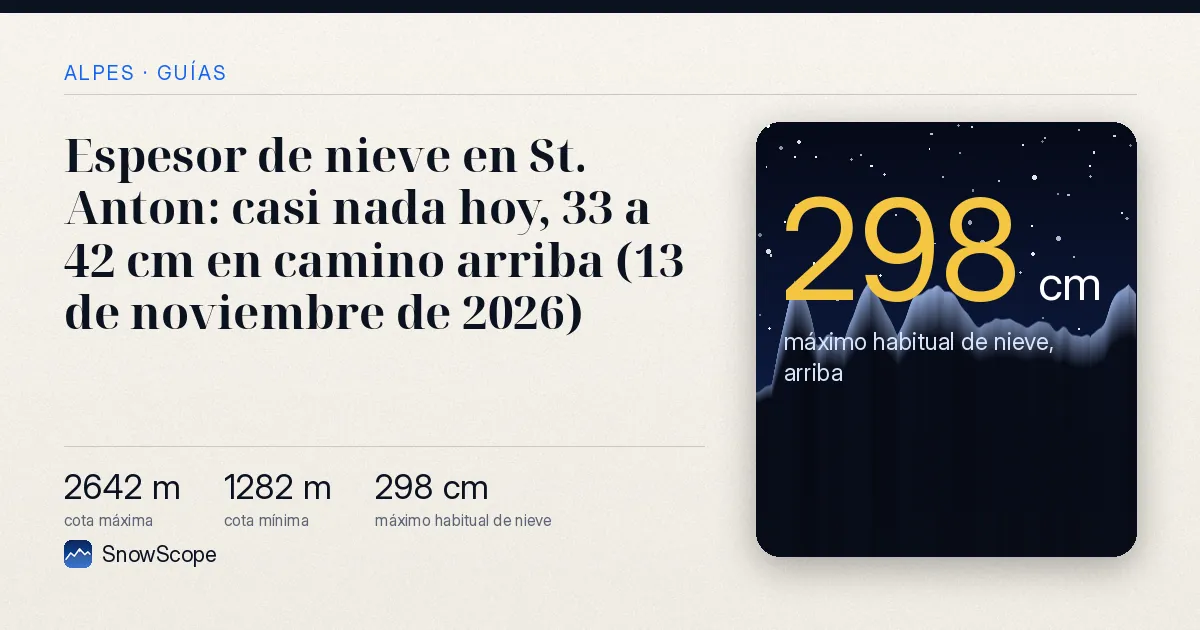 ALPES · GUÍAS
Espesor de nieve en St.
Anton: casi nada hoy, 33 a
42 cm en camino arriba (13
de noviembre de 2026)
298 cm
máximo habitual de nieve,
arriba
2642 m
cota máxima
1282 m
cota mínima
298 cm
máximo habitual de nieve
SnowScope